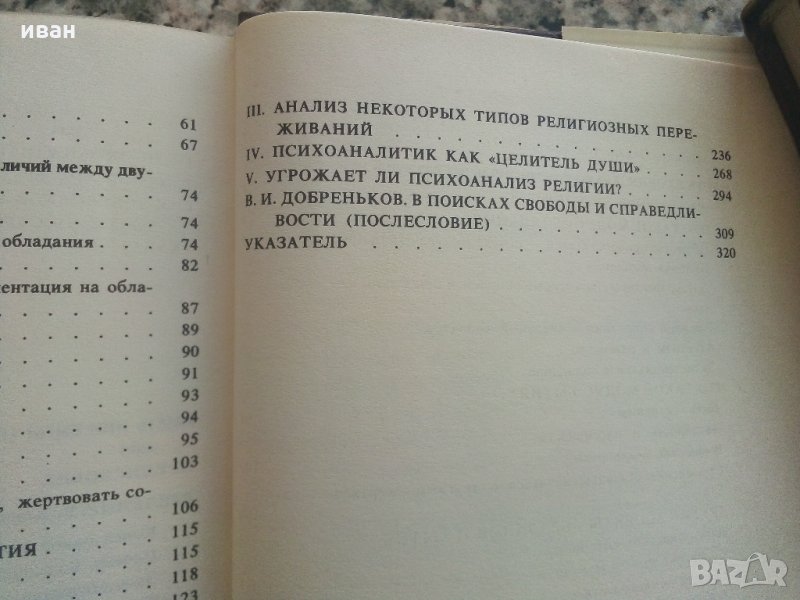 иван
61
67
личий между дву-
74
74
обладания . 74
82
ентация на обла-
87
89
90
91
93
94
95
103
, жертвовать со-
106
ТИЯ . . . . . . 115
115
118
123
III. АНАЛИЗ НЕКОТОРЫХ ТИПОВ РЕЛИГИОЗНЫХ ПЕРЕ-
ЖИВАНИЙ . . . . . . . . . . . 236
IV. ПСИХОАНАЛИТИК КАК «ЦЕЛИТЕЛЬ ДУШИ» . . . . 268
V. УГРОЖАЕТ ЛИ ПСИХОАНАЛИЗ РЕЛИГИИ? . . . . . 294
В. И. ДОБРЕНЬКОВ. В ПОИСКАХ СВОБОДЫ И СПРАВЕДЛИ-
ВОСТИ (ПОСЛЕСЛОВИЕ) . . . . . . . . 309
УКАЗАТЕЛЬ . . . . . . . . . . . . 320
BAZAR